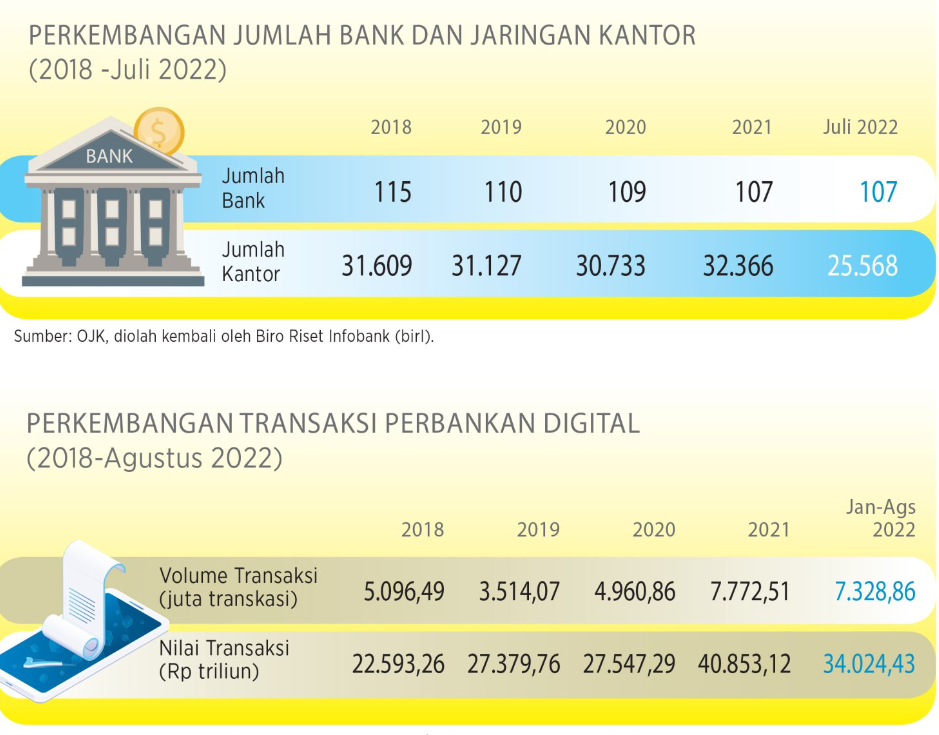 PERKEMBANGAN JUMLAH BANK DAN JARINGAN KANTOR
(2018 -Juli 2022)
2018 2019 2020 2021 Juli 2022
BANK
$
Jumlah
Bank
115 110 109 107 107
Jumlah
Kantor
31.609 31.127 30.733 32.366 25.568
Sumber: OJK, diolah kembali oleh Biro Riset Infobank (birI).
PERKEMBANGAN TRANSAKSI PERBANKAN DIGITAL
(2018-Agustus 2022)
2018 2019 2020 2021 Jan-Ags
2022
Volume Transaksi
(juta transkasi)
5.096,49 3.514,07 4.960,86 7.772,51 7.328,86
Nilai Transaksi
(Rp triliun)
22.593,26 27.379,76 27.547,29 40.853,12 34.024,43